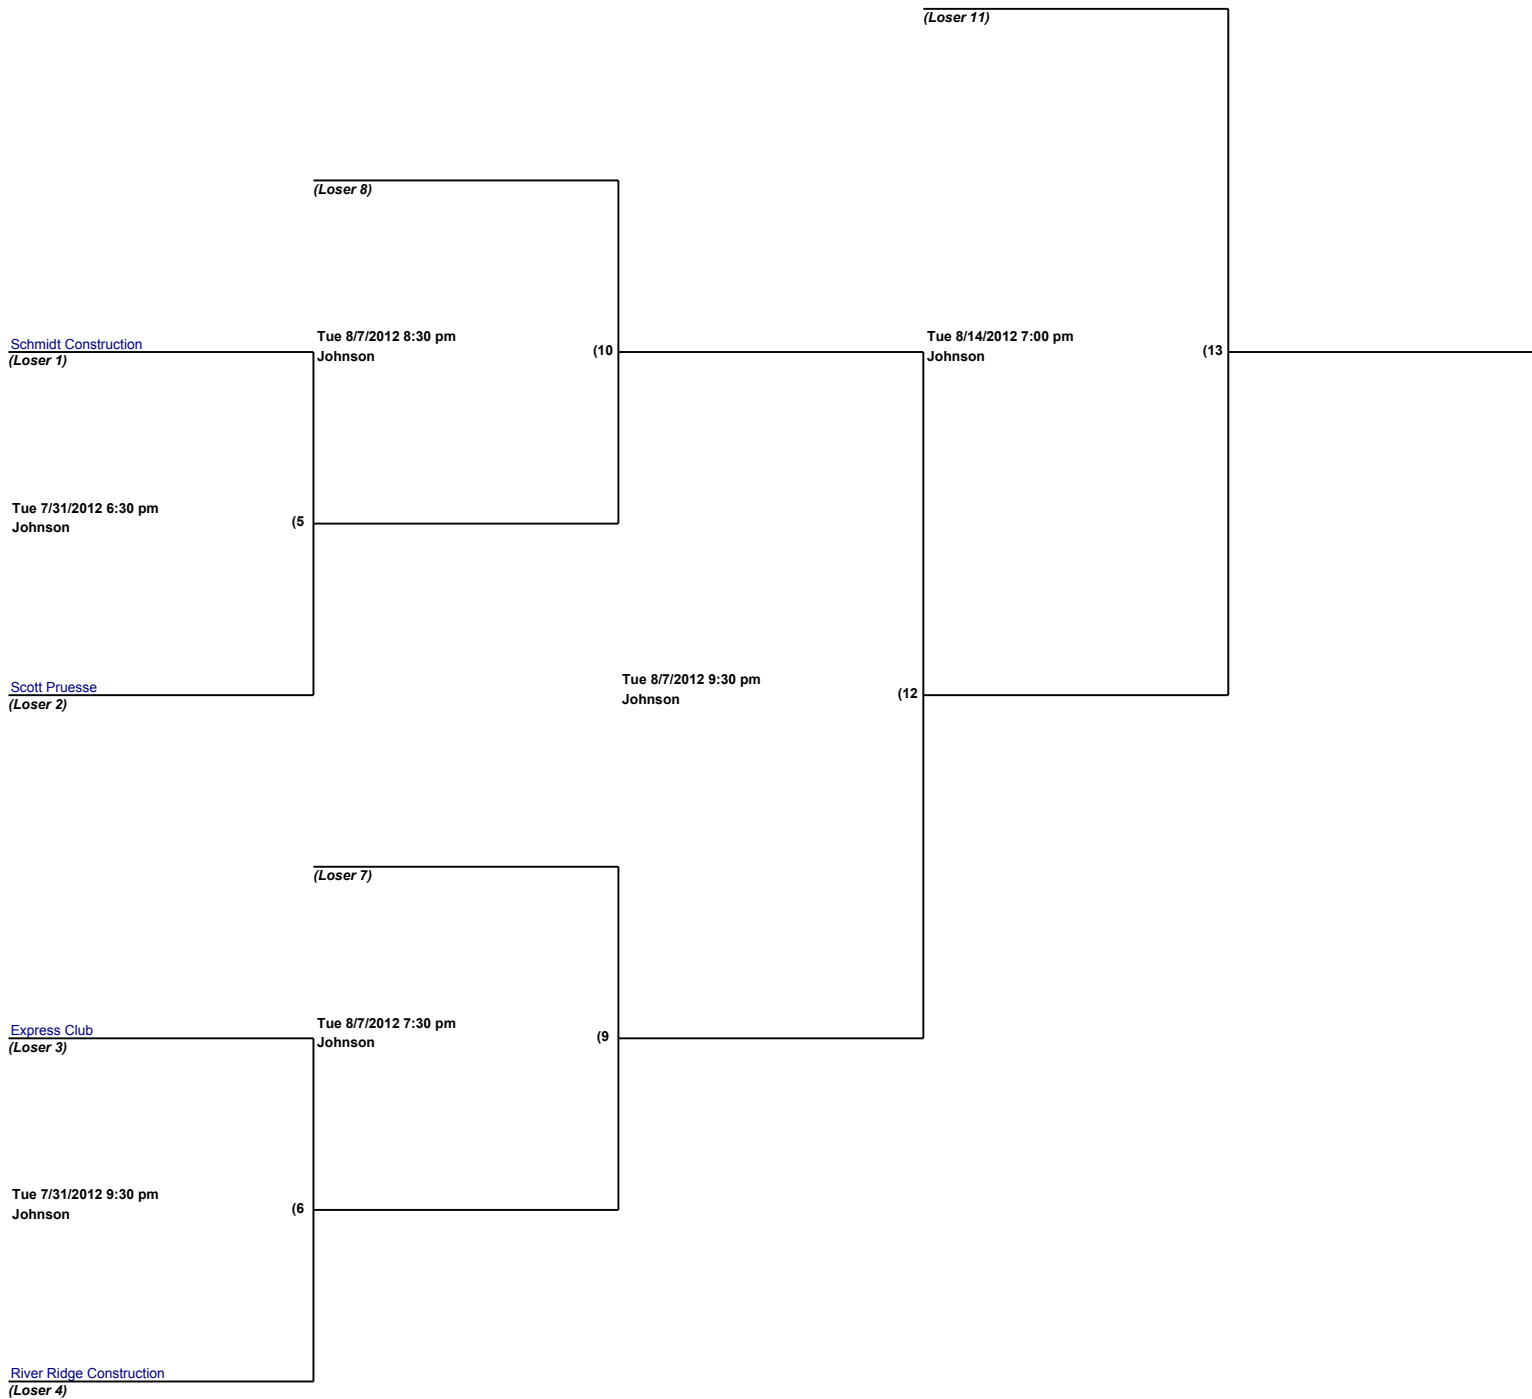 (Loser 11)
(Loser 8)
Schmidt Construction
(Loser 1)
Tue 8/7/2012 8:30 pm
Johnson
(10
Tue 8/14/2012 7:00 pm
Johnson
(13
Tue 7/31/2012 6:30 pm
Johnson
(5
Scott Pruesse
(Loser 2)
Tue 8/7/2012 9:30 pm
Johnson
(12
(Loser 7)
Express Club
(Loser 3)
Tue 8/7/2012 7:30 pm
Johnson
(9
Tue 7/31/2012 9:30 pm
Johnson
(6
River Ridge Construction
(Loser 4)